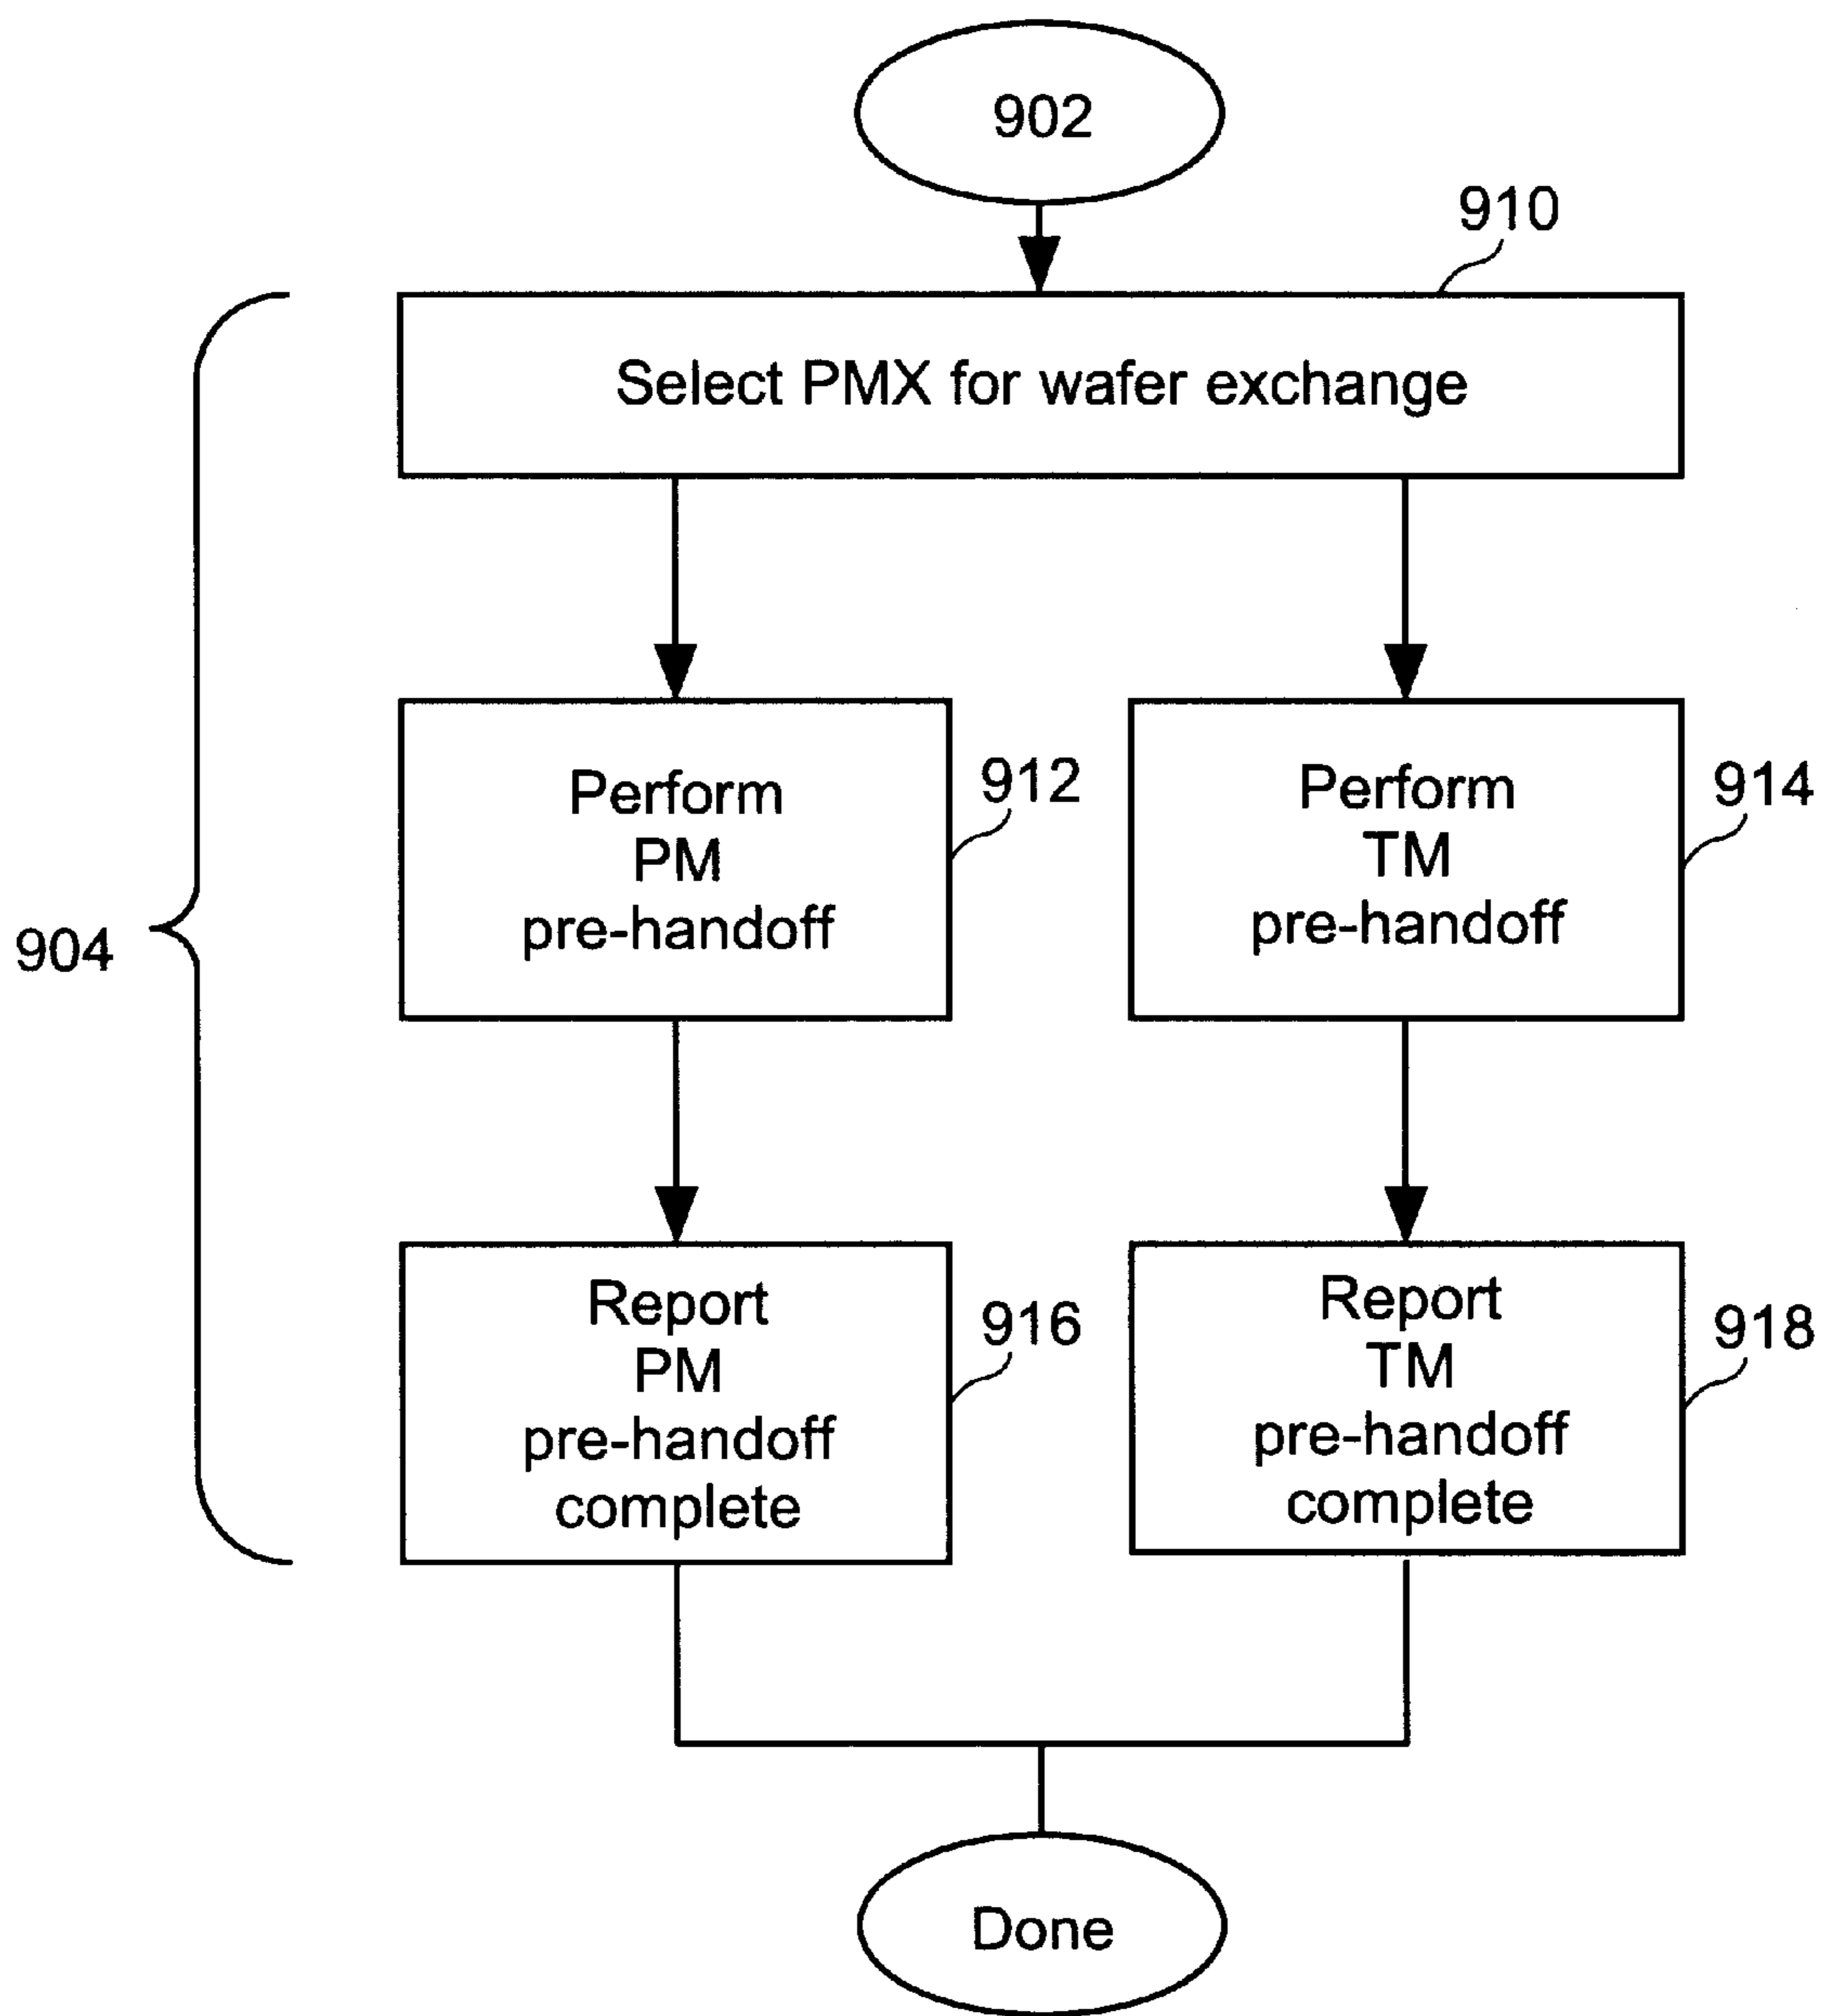 902
910
Select PMX for wafer exchange
Perform
PM
pre-handoff
912
Perform
TM
pre-handoff
914
904
Report
PM
pre-handoff
complete
916
Report
TM
pre-handoff
complete
918
Done